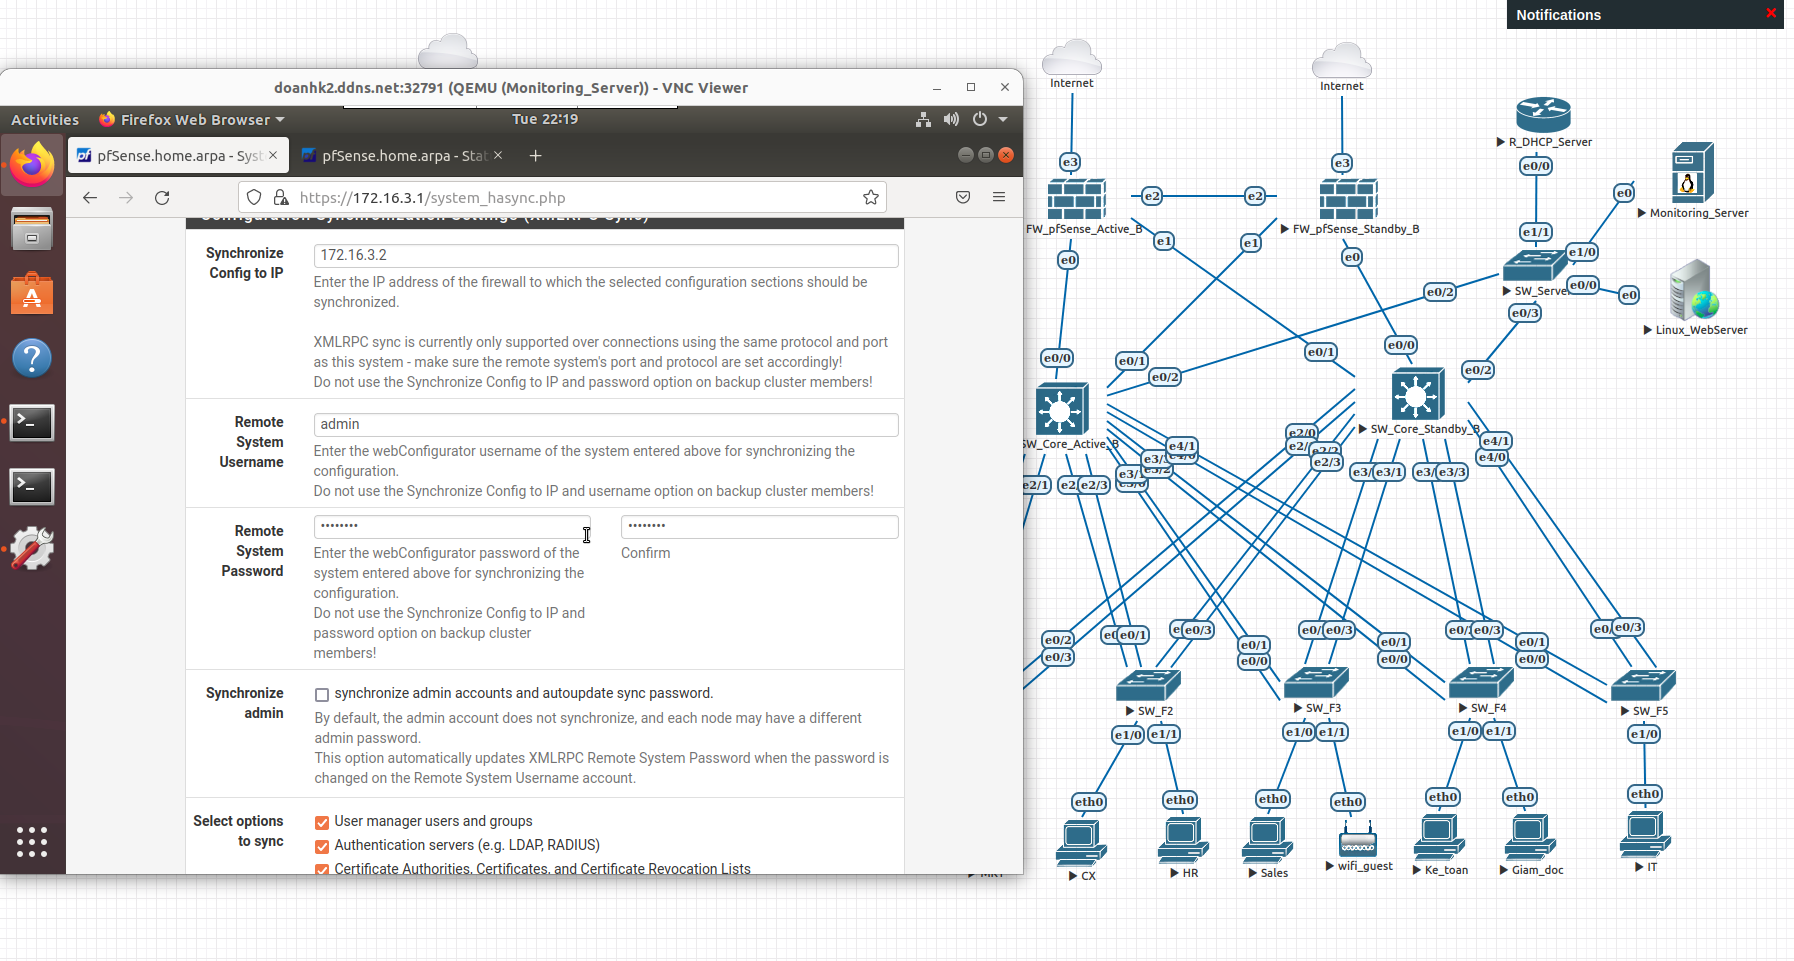 Notifications
doanhk2.ddns.net:32791 (QEMU (Monitoring_Server)) - VNC Viewer
Activities
Firefox Web Browser
Tue 22:19
pfSense.home.arpa - Syst
pfSense.home.arpa - Stat
https://172.16.3.1/system_hasync.php
Configuration Synchronization Settings (XMLRPC Sync)
Synchronize Config to IP
172.16.3.2
Enter the IP address of the firewall to which the selected configuration sections should be
synchronized.
XMLRPC sync is currently only supported over connections using the same protocol and port
as this system - make sure the remote system's port and protocol are set accordingly!
Do not use the Synchronize Config to IP and password option on backup cluster members!
Remote System Username
admin
Enter the webConfigurator username of the system entered above for synchronizing the
configuration.
Do not use the Synchronize Config to IP and username option on backup cluster members!
Remote System Password
••••••••
••••••••
Enter the webConfigurator password of the
system entered above for synchronizing the
configuration.
Do not use the Synchronize Config to IP and
password option on backup cluster
members!
Confirm
Synchronize admin
synchronize admin accounts and autoupdate sync password.
By default, the admin account does not synchronize, and each node may have a different
admin password.
This option automatically updates XMLRPC Remote System Password when the password is
changed on the Remote System Username account.
Select options to sync
User manager users and groups
Authentication servers (e.g. LDAP, RADIUS)
Certificate Authorities, Certificates, and Certificate Revocation Lists
Internet
Internet
R_DHCP_Server
e3
e3
e0/0
e2
e2
e0
Monitoring_Server
FW_pfSense_Active_B
FW_pfSense_Standby_B
e1
e1
e1/1
e0
e0
e1/0
SW_Serve
e0/0
e0
e0/2
e0/3
Linux_WebServer
e0/0
e0/1
e0/1
e0/0
e0/2
e0/2
SW_Core_Active_B
SW_Core_Standby_B
e2/0
e4/1
e4/1
e4/0
e2/3
e2/1
e2/3
e3/1
e3/3
e0/2
e0/3
e0/1
e0/3
e0/1
e0/0
e0/3
e0/1
e0/0
e0/3
e0/1
e0/0
e0/3
SW_F2
SW_F3
SW_F4
SW_F5
e1/0
e1/1
e1/0
e1/1
e1/0
e1/1
e1/0
eth0
eth0
eth0
eth0
eth0
eth0
eth0
CX
HR
Sales
wifi_guest
Ke_toan
Giam_doc
IT